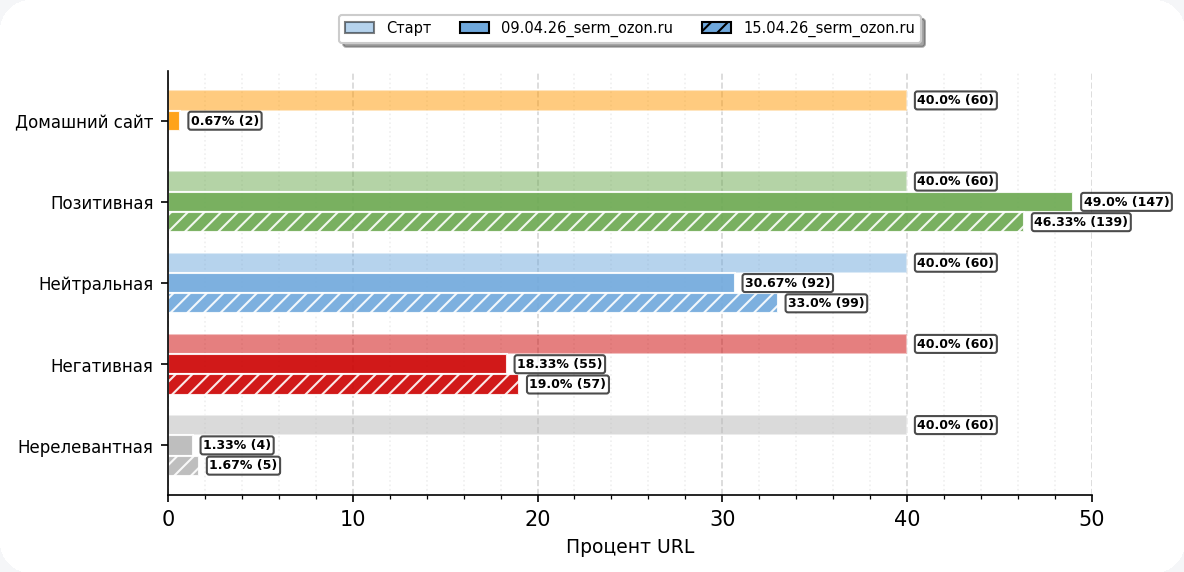 Старт 09.04.26_serm_ozon.ru 15.04.26_serm_ozon.ru
40.0% (60)
Домашний сайт 0.67% (2)
40.0% (60)
Позитивная 49.0% (147)
46.33% (139)
40.0% (60)
Нейтральная 30.67% (92)
33.0% (99)
40.0% (60)
Негативная 18.33% (55)
19.0% (57)
40.0% (60)
Нерелевантная 1.33% (4)
1.67% (5)
0 10 20 30 40 50
Процент URL